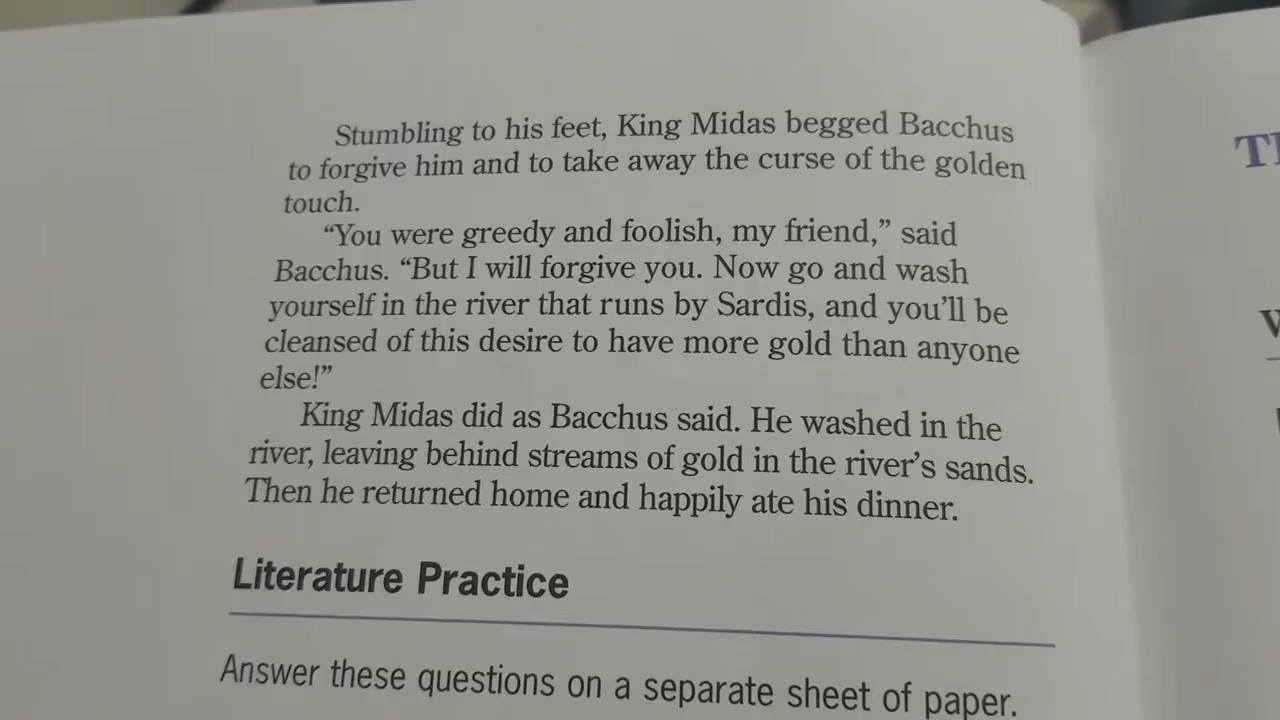 Stumbling to his feet, King Midas begged Bacchus
to forgive him and to take away the curse of the golden
touch.
“You were greedy and foolish, my friend,” said
Bacchus. “But I will forgive you. Now go and wash
yourself in the river that runs by Sardis, and you’ll be
cleansed of this desire to have more gold than anyone
else!”
King Midas did as Bacchus said. He washed in the
river, leaving behind streams of gold in the river’s sands.
Then he returned home and happily ate his dinner.
Literature Practice
Answer these questions on a separate sheet of paper.